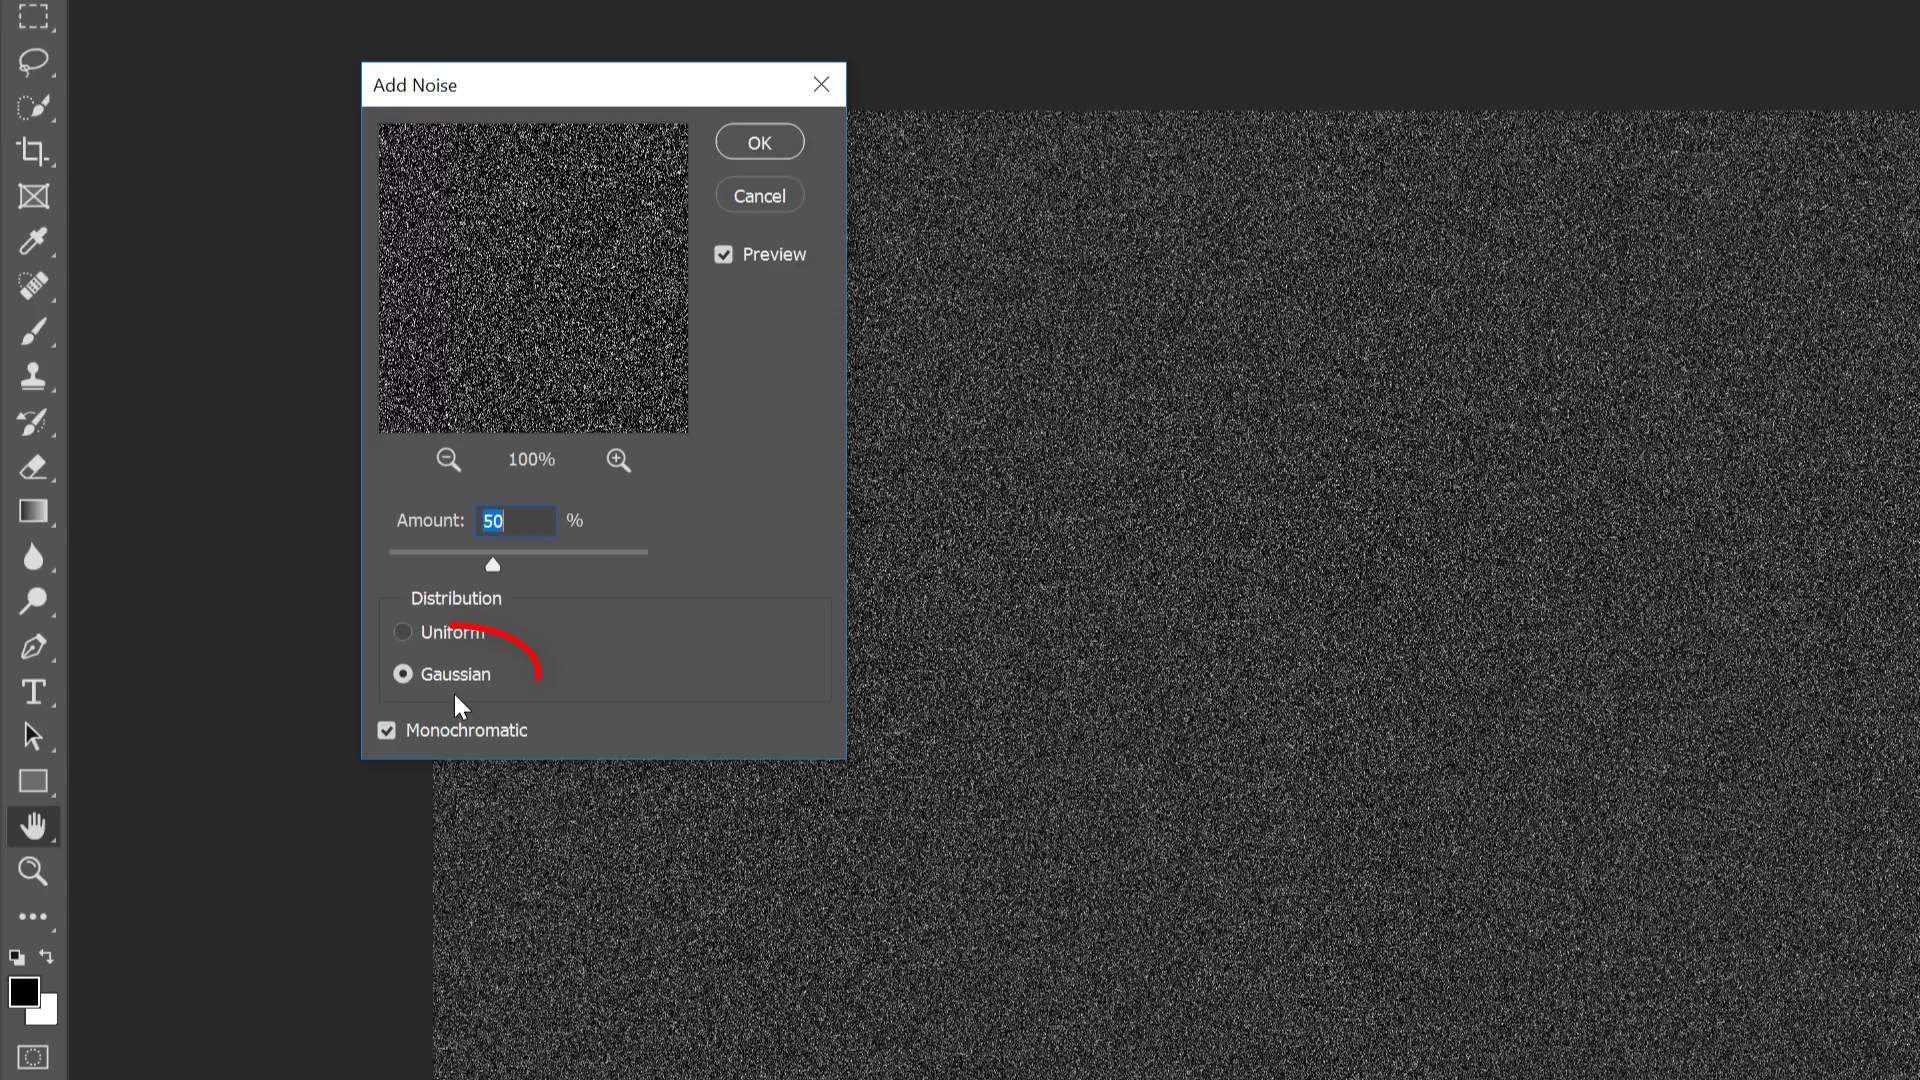 Add Noise
OK
Cancel
Preview
100%
Amount: 50 %
Distribution
Uniform
Gaussian
Monochromatic